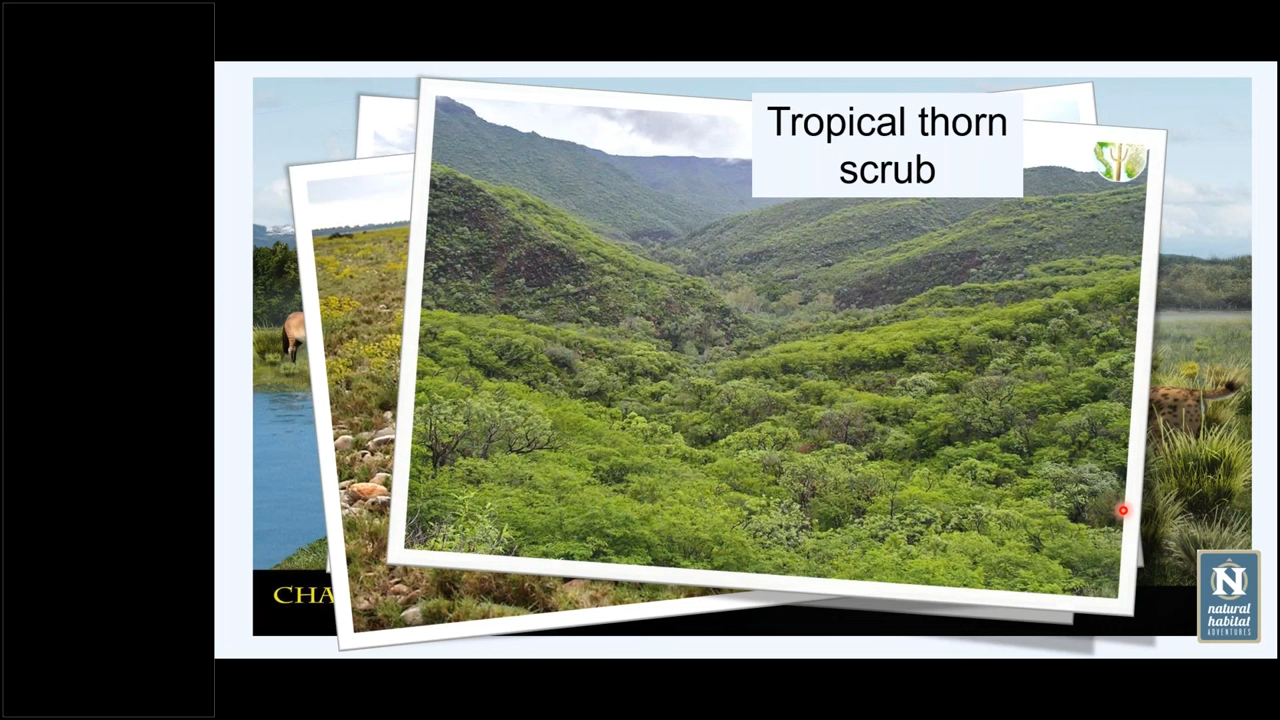 Tropical thorn
scrub
CHA
N
natural
habitat
ADVENTURES